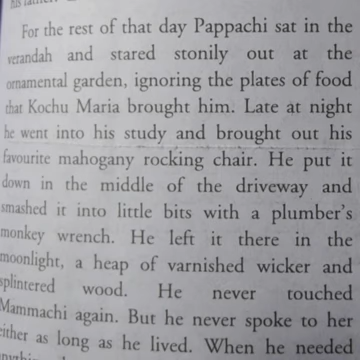 his father.
For the rest of that day Pappachi sat in the
verandah and stared stonily out at the
ornamental garden, ignoring the plates of food
that Kochu Maria brought him. Late at night
he went into his study and brought out his
favourite mahogany rocking chair. He put it
down in the middle of the driveway and
smashed it into little bits with a plumber's
monkey wrench. He left it there in the
moonlight, a heap of varnished wicker and
splintered wood. He never touched
Mammachi again. But he never spoke to her
either as long as he lived. When he needed